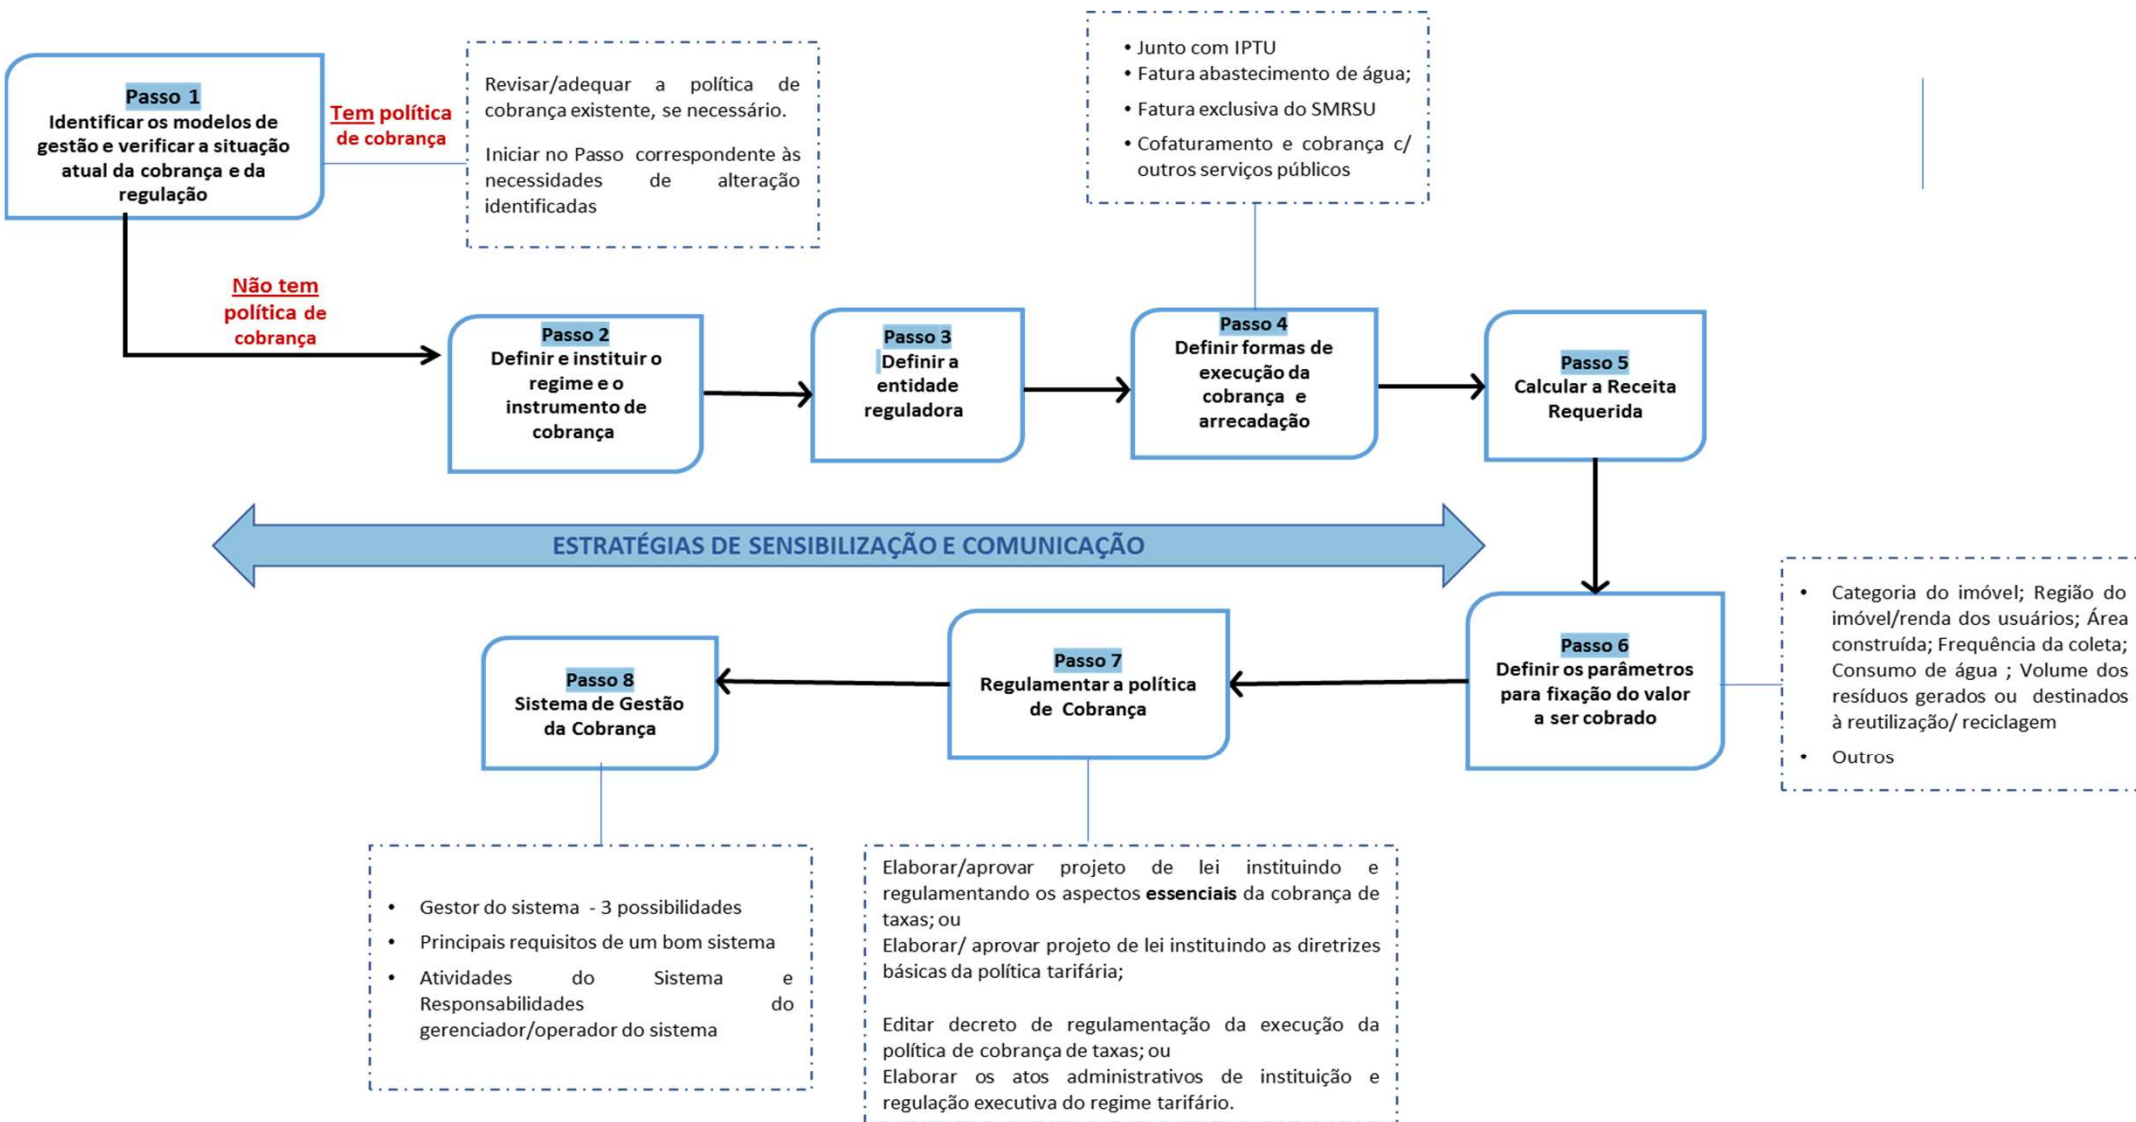 Passo 1
Identificar os modelos de
gestão e verificar a situação
atual da cobrança e da
regulação
Tem política
de cobrança
Revisar/adequar a política de
cobrança existente, se necessário.
Iniciar no Passo correspondente às
necessidades de alteração
identificadas
• Junto com IPTU
• Fatura abastecimento de água;
• Fatura exclusiva do SMRSU
• Cofaturamento e cobrança c/
outros serviços públicos
Não tem
política de
cobrança
Passo 2
Definir e instituir o
regime e o
instrumento de
cobrança
Passo 3
Definir a
entidade
reguladora
Passo 4
Definir formas de
execução da
cobrança e
arrecadação
Passo 5
Calcular a Receita
Requerida
ESTRATÉGIAS DE SENSIBILIZAÇÃO E COMUNICAÇÃO
Passo 6
Definir os parâmetros
para fixação do valor
a ser cobrado
• Categoria do imóvel; Região do
imóvel/renda dos usuários; Área
construída; Frequência da coleta;
Consumo de água ; Volume dos
resíduos gerados ou destinados
à reutilização/ reciclagem
• Outros
Passo 7
Regulamentar a política
de Cobrança
Passo 8
Sistema de Gestão
da Cobrança
• Gestor do sistema - 3 possibilidades
• Principais requisitos de um bom sistema
• Atividades do Sistema e
Responsabilidades do
gerenciador/operador do sistema
Elaborar/aprovar projeto de lei instituindo e
regulamentando os aspectos essenciais da cobrança de
taxas; ou
Elaborar/ aprovar projeto de lei instituindo as diretrizes
básicas da política tarifária;
Editar decreto de regulamentação da execução da
política de cobrança de taxas; ou
Elaborar os atos administrativos de instituição e
regulação executiva do regime tarifário.